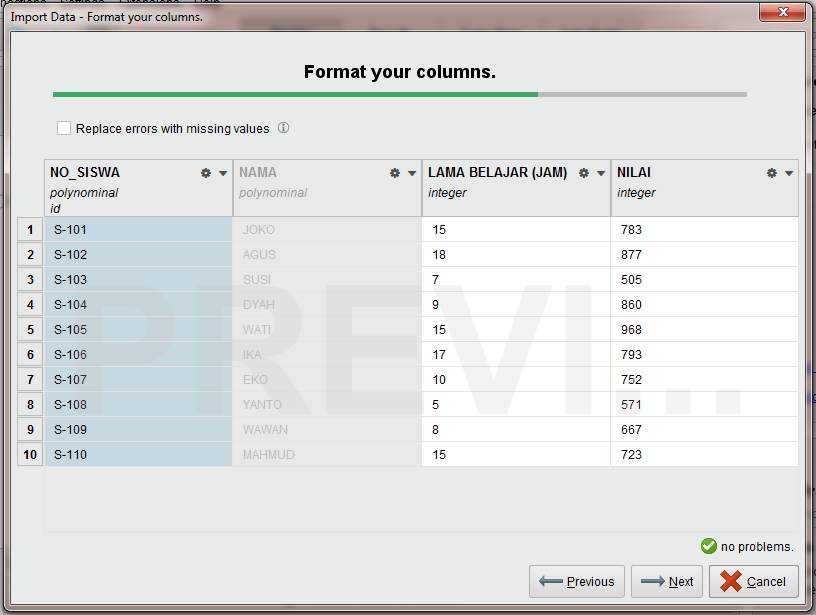 Import Data - Format your columns.
Format your columns.
Replace errors with missing values
NO_SISWA NAMA LAMA BELAJAR (JAM) NILAI
polynominal polynominal integer integer
id
1 S-101 JOKO 15 783
2 S-102 AGUS 18 877
3 S-103 SUSI 7 505
4 S-104 DYAH 9 860
5 S-105 WATI 15 968
6 S-106 IKA 17 793
7 S-107 EKO 10 752
8 S-108 YANTO 5 571
9 S-109 WAWAN 8 667
10 S-110 MAHMUD 15 723
PREVI...
no problems.
Previous Next Cancel